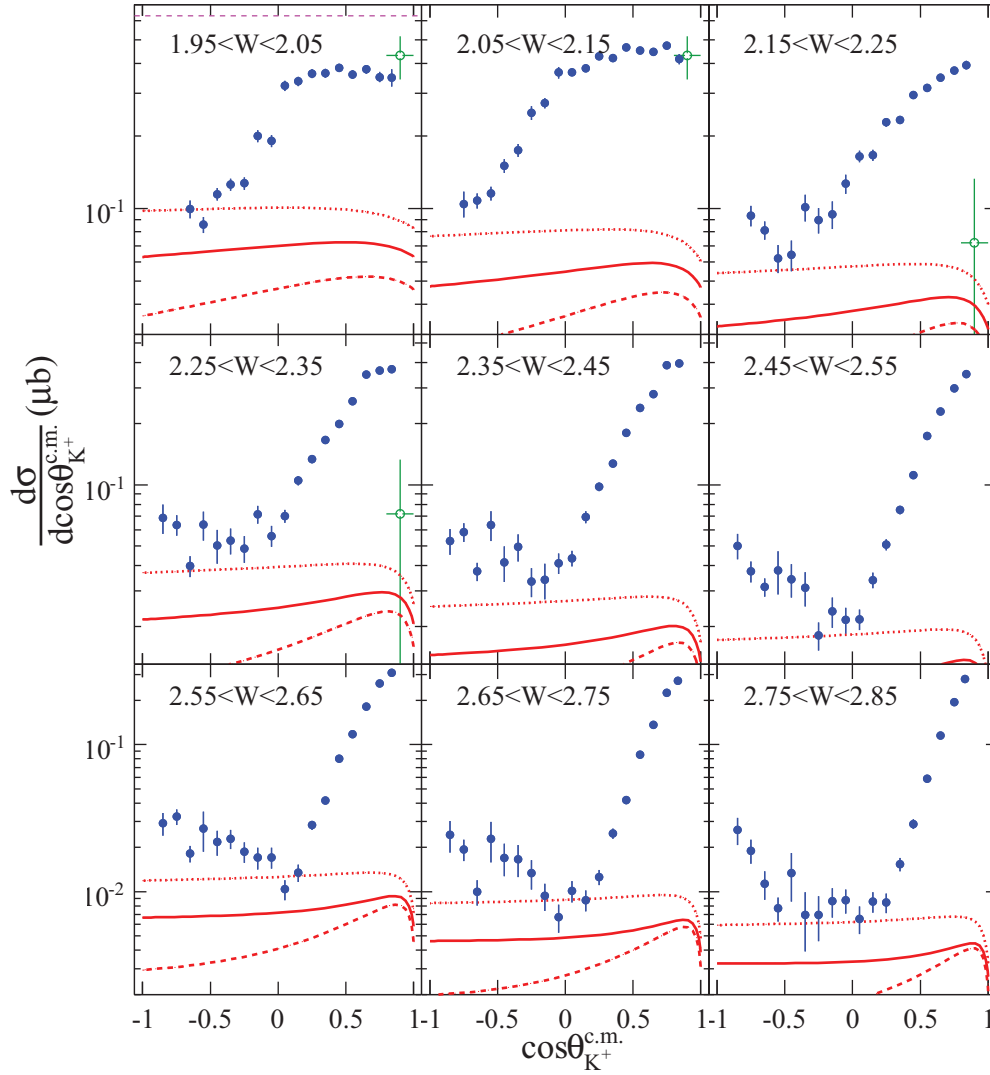 1.95<W<2.05 2.05<W<2.15 2.15<W<2.25
10⁻¹
2.25<W<2.35 2.35<W<2.45 2.45<W<2.55
10⁻¹
dσ
dcosθ_{K⁺}^{c.m.} (μb)
2.55<W<2.65 2.65<W<2.75 2.75<W<2.85
10⁻¹
10⁻²
-1 -0.5 0 0.5 1-1 -0.5 0 0.5 1-1 -0.5 0 0.5 1
cosθ_{K⁺}^{c.m.}